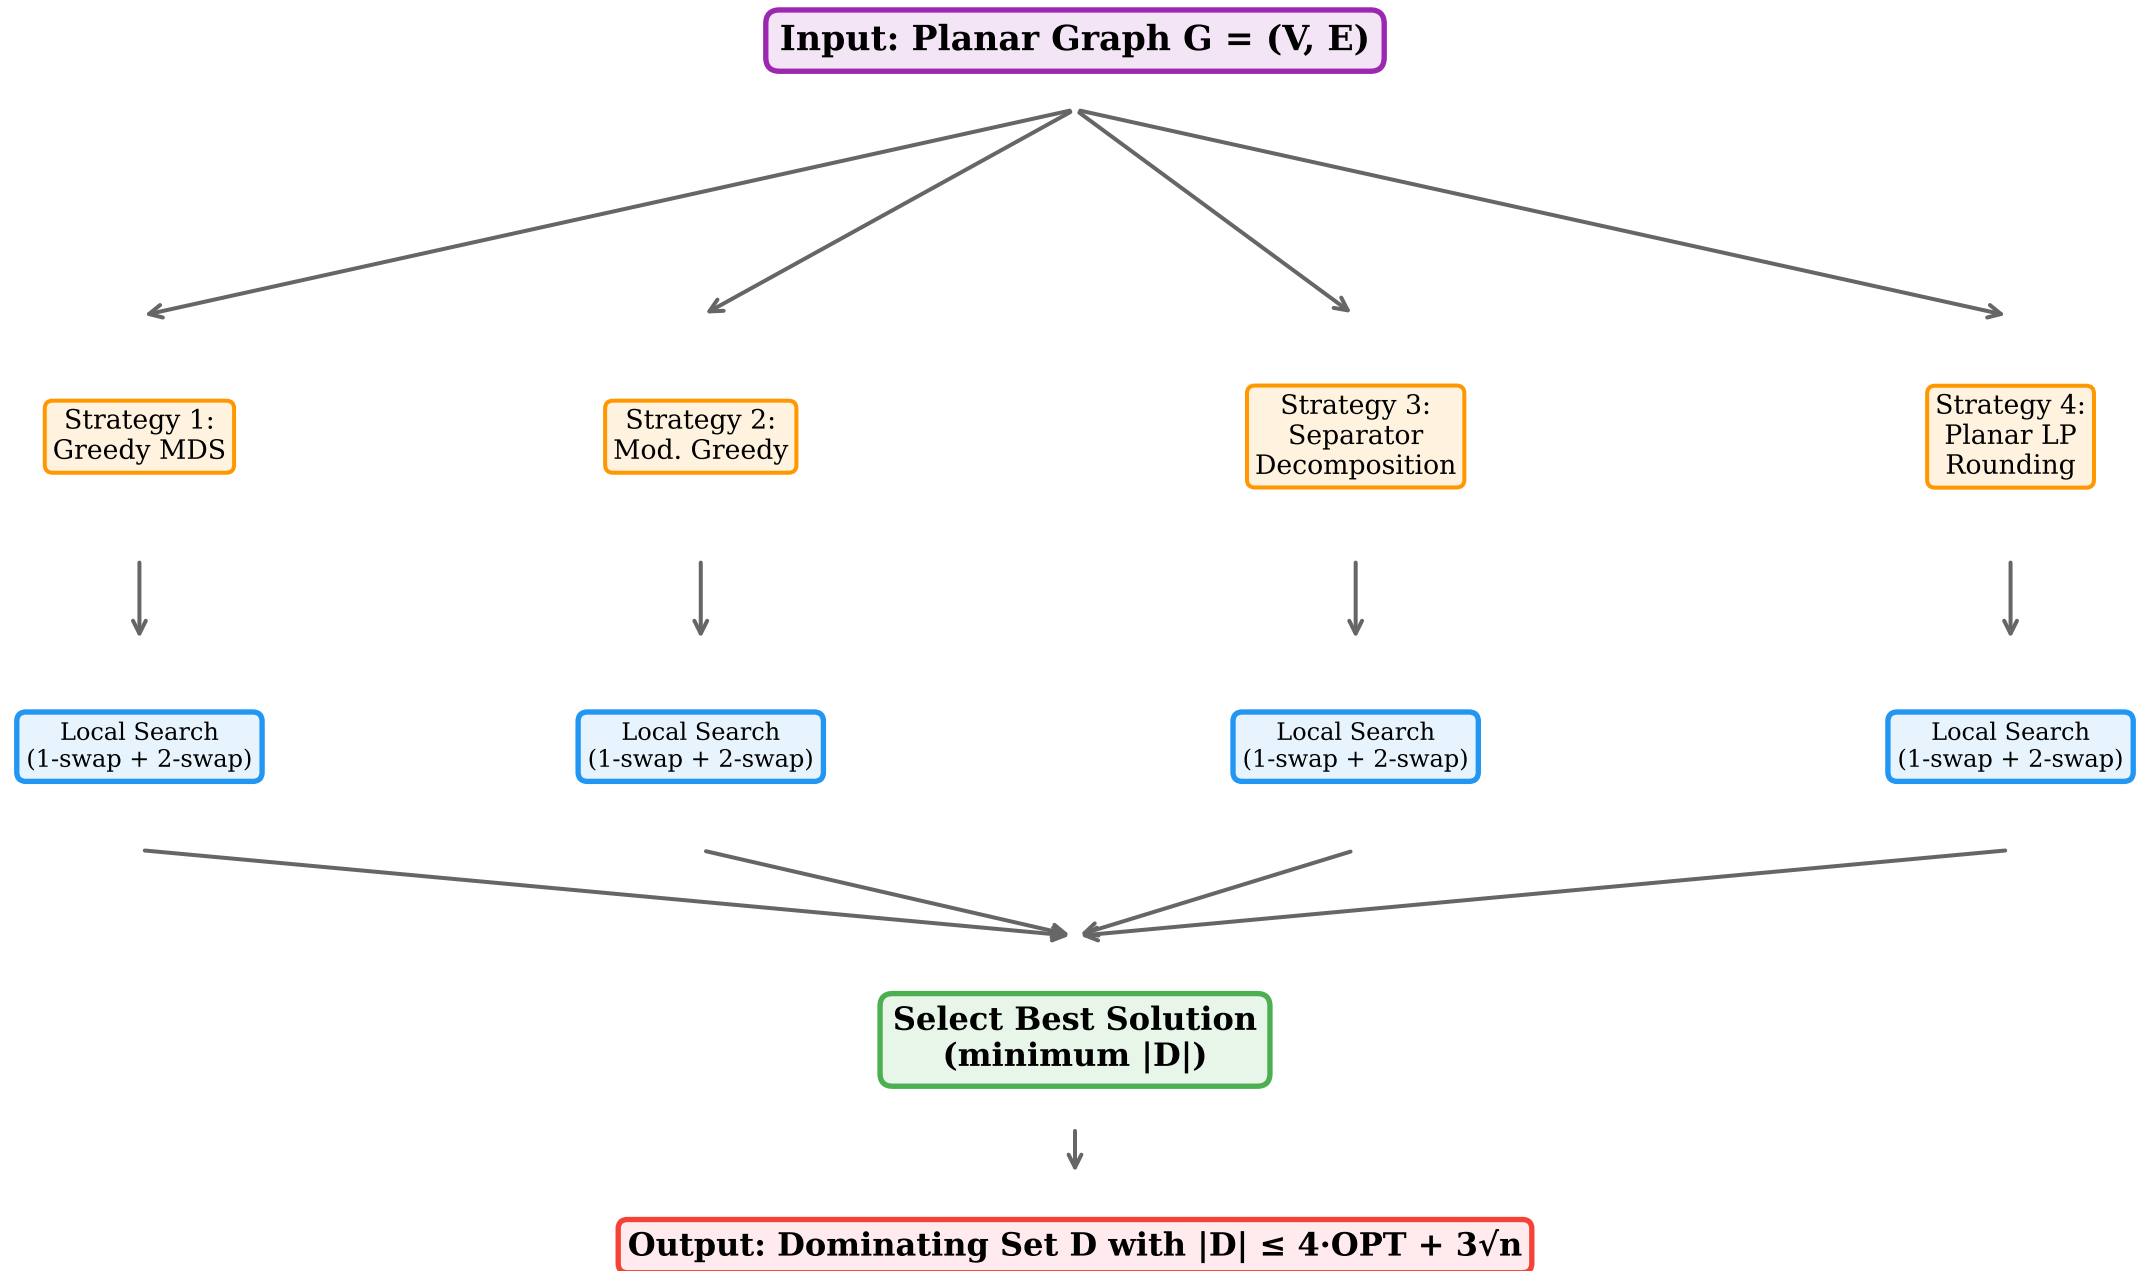 Input: Planar Graph G = (V, E)
Strategy 1:
Greedy MDS
Strategy 2:
Mod. Greedy
Strategy 3:
Separator
Decomposition
Strategy 4:
Planar LP
Rounding
Local Search
(1-swap + 2-swap)
Local Search
(1-swap + 2-swap)
Local Search
(1-swap + 2-swap)
Local Search
(1-swap + 2-swap)
Select Best Solution
(minimum |D|)
Output: Dominating Set D with |D| ≤ 4·OPT + 3√n